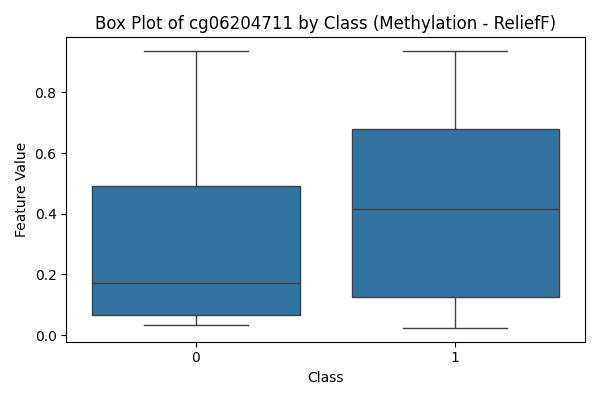 Box Plot of cg06204711 by Class (Methylation - ReliefF)
Feature Value
0.8
0.6
0.4
0.2
0.0
0 1
Class